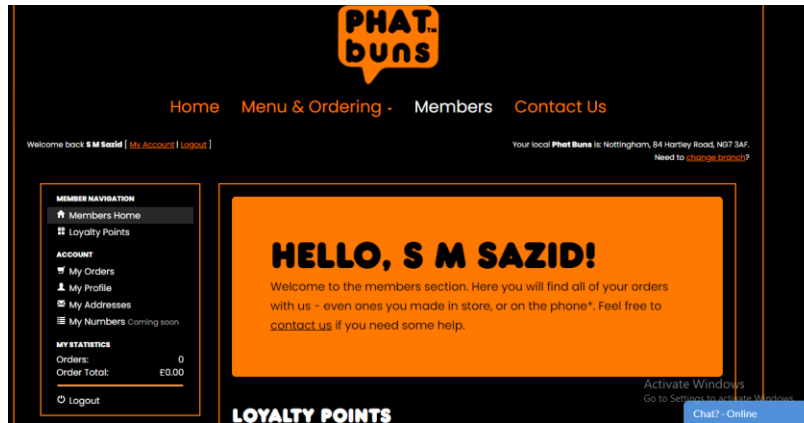 PHAT™
buns
Home Menu & Ordering - Members Contact Us
Welcome back S M Sazid [ My Account | Logout ]
Your local Phat Buns is: Nottingham, 84 Hartley Road, NG7 3AF.
Need to change branch?
MEMBER NAVIGATION
Members Home
Loyalty Points
ACCOUNT
My Orders
My Profile
My Addresses
My Numbers Coming soon
MY STATISTICS
Orders: 0
Order Total: £0.00
Logout
HELLO, S M SAZID!
Welcome to the members section. Here you will find all of your orders
with us - even ones you made in store, or on the phone*. Feel free to
contact us if you need some help.
LOYALTY POINTS
Activate Windows
Go to Settings to activate Windows.
Chat? - Online